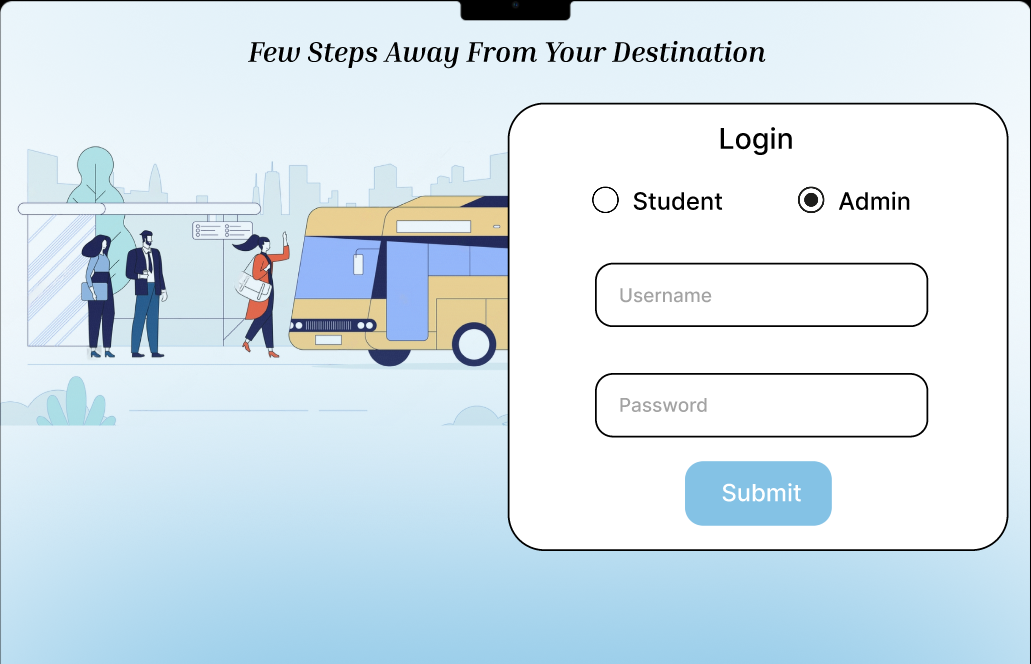 Few Steps Away From Your Destination
Login
Student
Admin
Username
Password
Submit